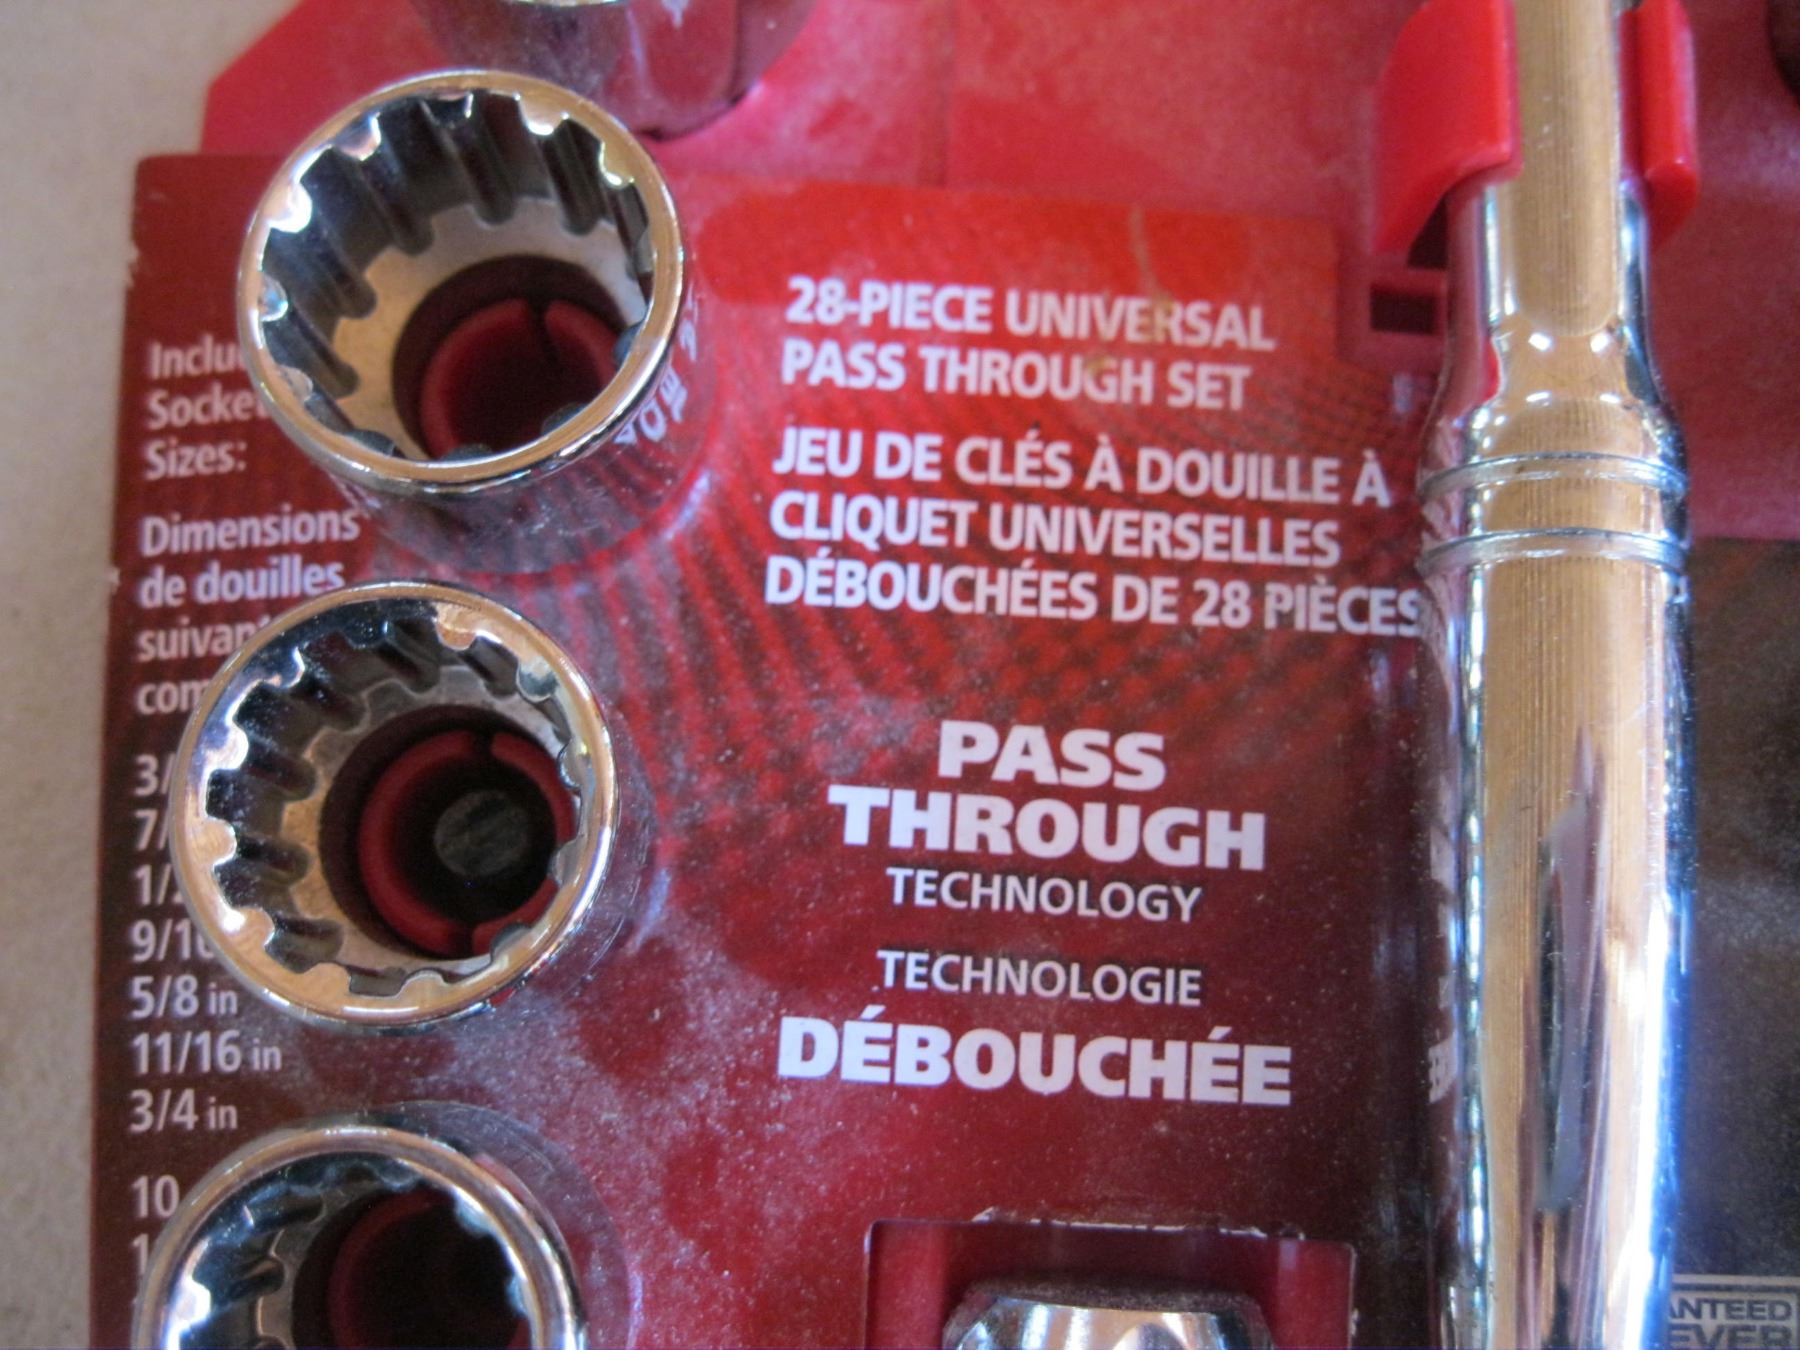 28-PIECE UNIVERSAL
PASS THROUGH SET
JEU DE CLÉS À DOUILLE À
CLIQUET UNIVERSELLES
DÉBOUCHÉES DE 28 PIÈCES
PASS
THROUGH
TECHNOLOGY
TECHNOLOGIE
DÉBOUCHÉE
Sizes:
Dimensions
de douilles
5/8 in
11/16 in
3/4 in
10